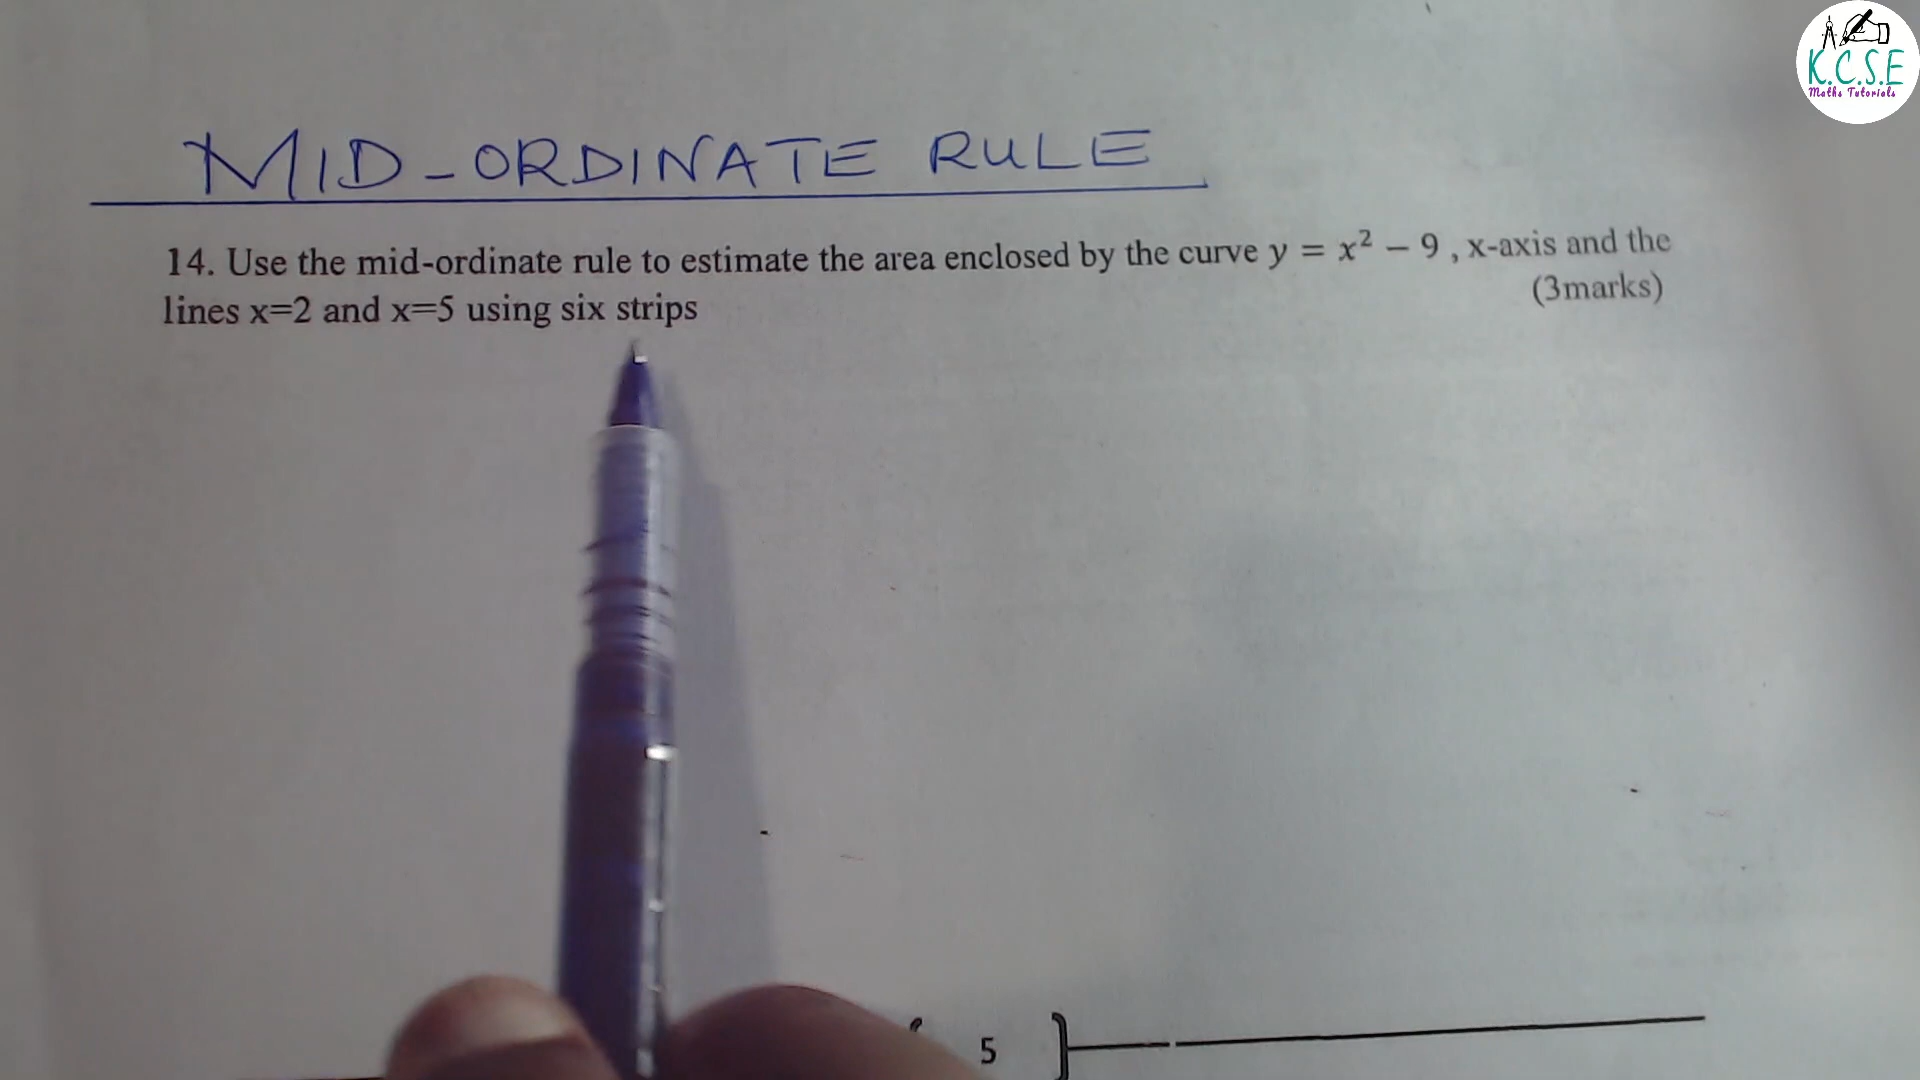 K.C.S.E
Maths Tutorials
MID-ORDINATE RULE
14. Use the mid-ordinate rule to estimate the area enclosed by the curve y = x² − 9 , x-axis and the
lines x=2 and x=5 using six strips
(3marks)
5